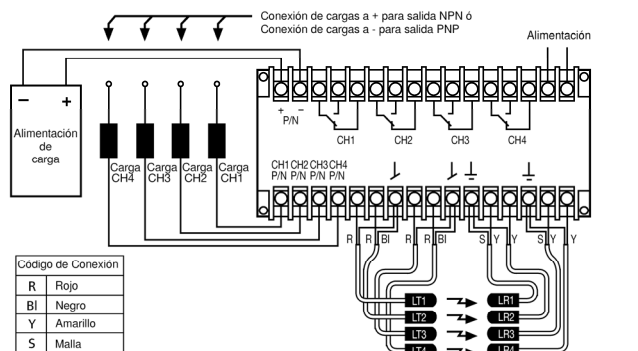 Conexión de cargas a + para salida NPN ó
Conexión de cargas a - para salida PNP
Alimentación
− +
Alimentación
de
carga
Carga
CH4
Carga
CH3
Carga
CH2
Carga
CH1
+ −
P/N
CH1 CH2 CH3 CH4
CH1 CH2 CH3 CH4
P/N P/N P/N P/N
R R Bl R R Bl S Y Y S Y Y
LT1 LR1
LT2 LR2
LT3 LR3
LT4 LR4
Código de Conexión
R Rojo
Bl Negro
Y Amarillo
S Malla